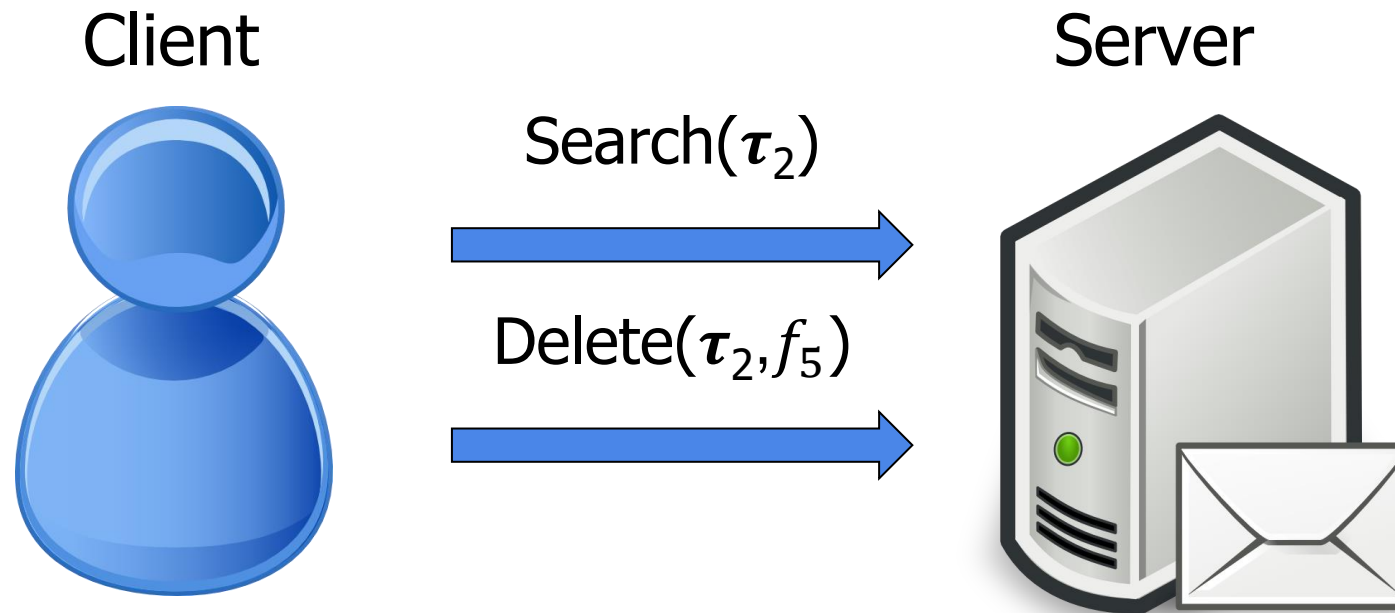 Client
Server
Search(𝝉₂)
Delete(𝝉₂,𝑓₅)